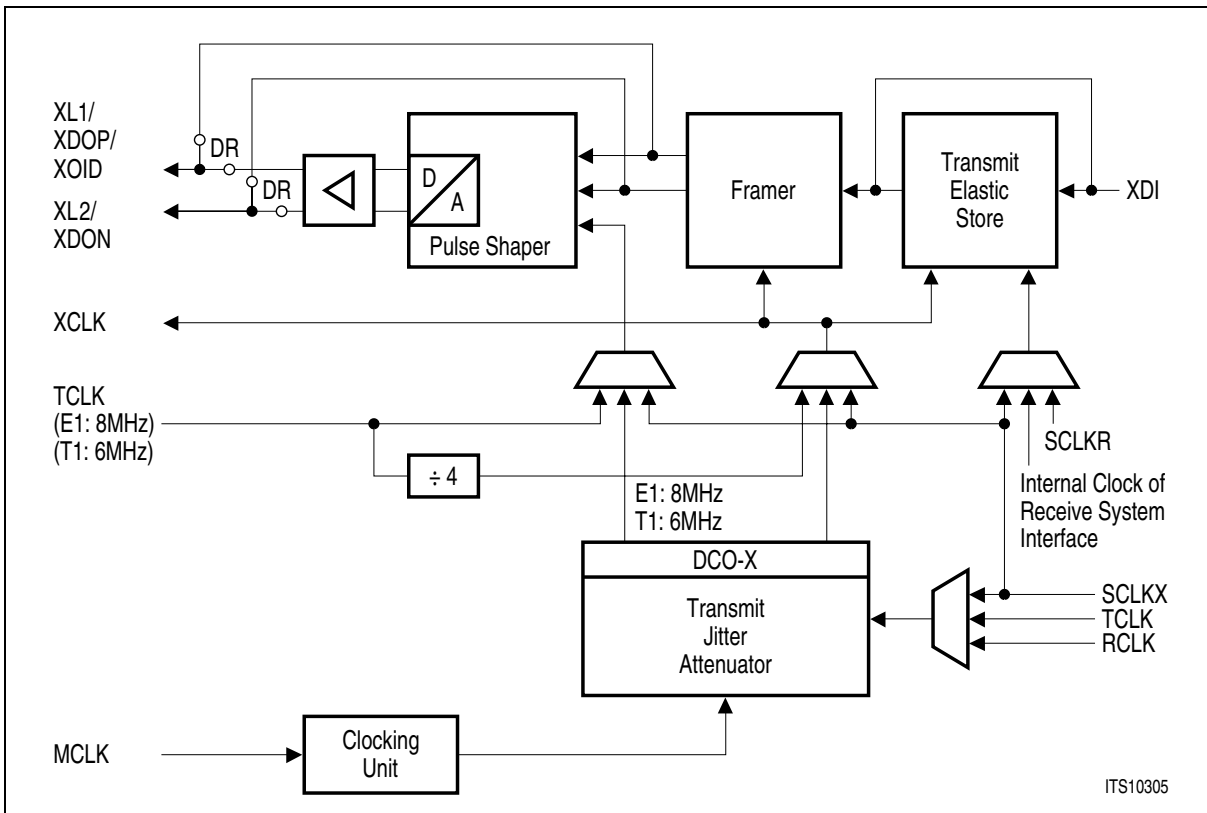 XL1/
XDOP/
XOID
DR
XL2/
XDON
DR
D
A
Pulse Shaper
Framer
Transmit
Elastic
Store
XDI
XCLK
TCLK
(E1: 8MHz)
(T1: 6MHz)
÷ 4
E1: 8MHz
T1: 6MHz
SCLKR
Internal Clock of
Receive System
Interface
DCO-X
Transmit
Jitter
Attenuator
SCLKX
TCLK
RCLK
MCLK
Clocking
Unit
ITS10305